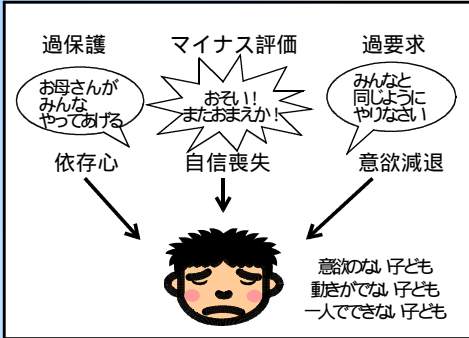 過保護
マイナス評価
過要求
お母さんが
みんな
やってあげる
おそい!
またおまえか!
みんなと
同じように
やりなさい
依存心
自信喪失
意欲減退
意欲のない子ども
動きがでない子ども
一人でできない子ども